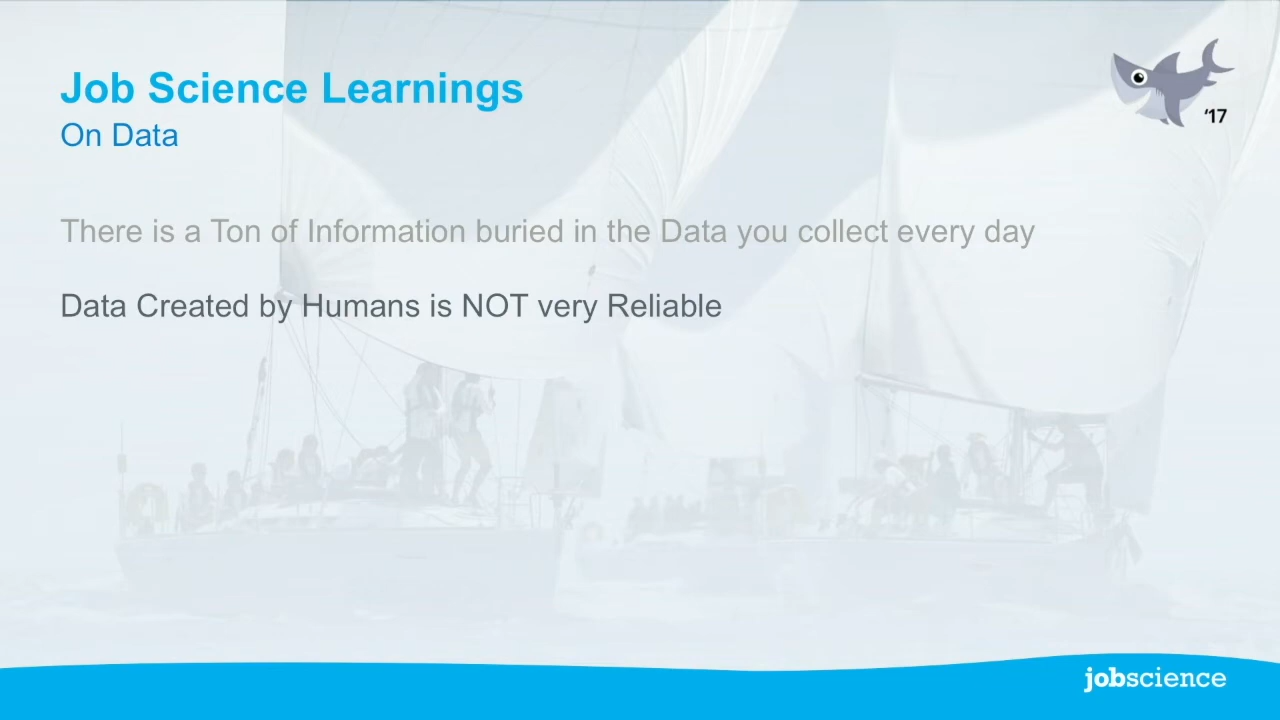 Job Science Learnings
On Data
‘17
There is a Ton of Information buried in the Data you collect every day
Data Created by Humans is NOT very Reliable
jobscience